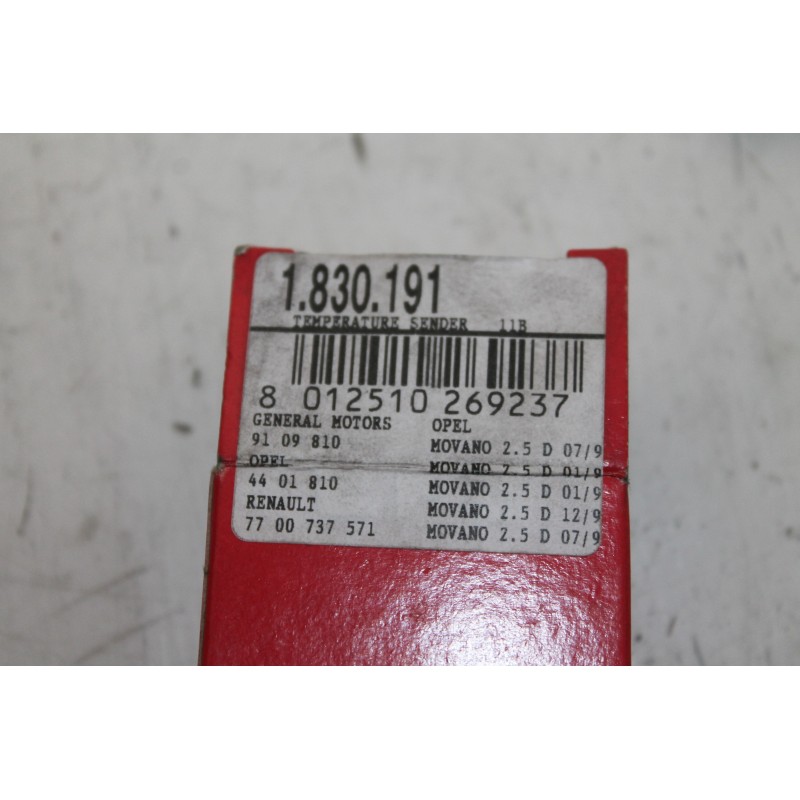 1.830.191
TEMPERATURE SENDER 11B
8 012510 269237
GENERAL MOTORS OPEL
91 09 810 MOVANO 2.5 D 07/9
OPEL MOVANO 2.5 D 01/9
44 01 810 MOVANO 2.5 D 01/9
RENAULT MOVANO 2.5 D 12/9
77 00 737 571 MOVANO 2.5 D 07/9